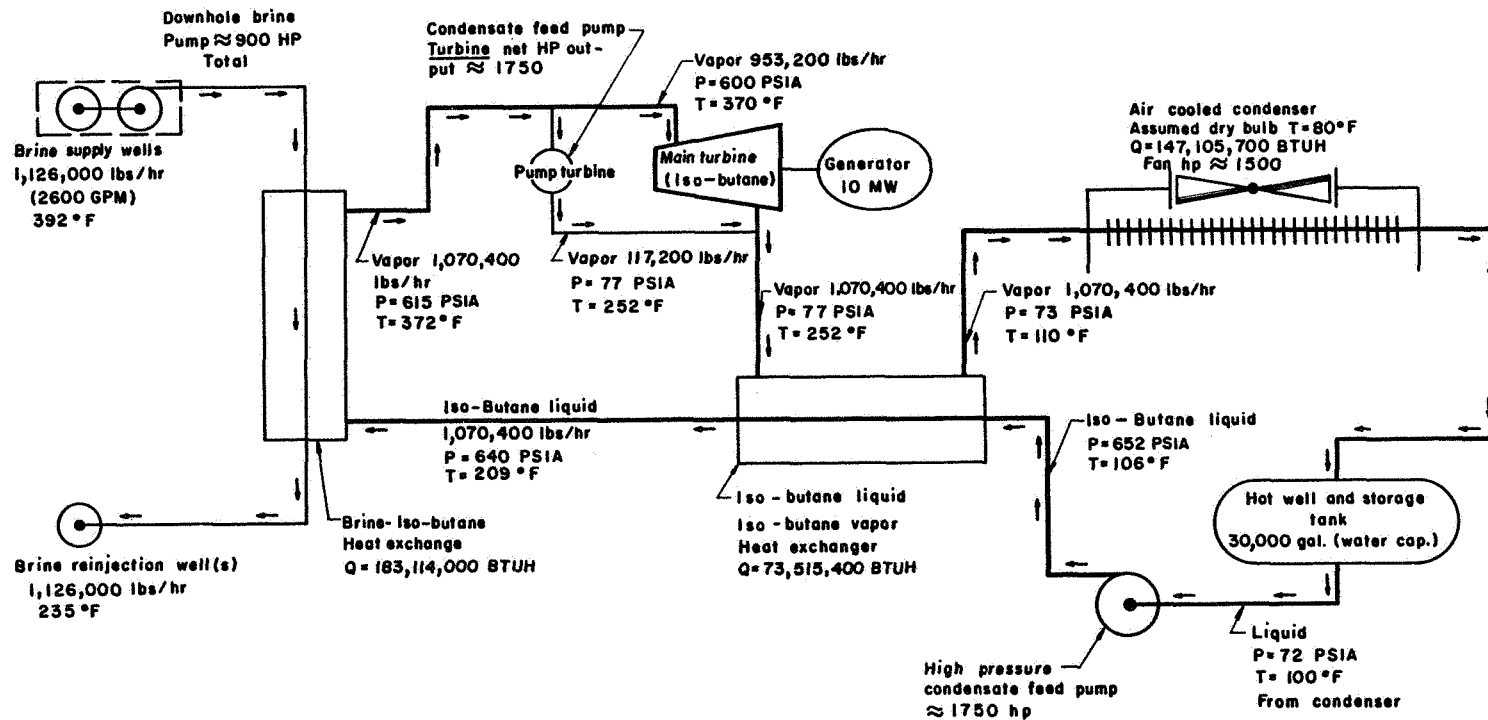 Downhole brine
Pump ≈ 900 HP
Total
Condensate feed pump
Turbine net HP out-
put ≈ 1750
Vapor 953,200 lbs/hr
P=600 PSIA
T= 370 °F
Air cooled condenser
Assumed dry bulb T=80°F
Q=147,105,700 BTUH
Fan hp ≈ 1500
Brine supply wells
1,126,000 lbs/hr
(2600 GPM)
392 °F
Pump turbine
Main turbine
(Iso-butane)
Generator
10 MW
Vapor 1,070,400
lbs/hr
P= 615 PSIA
T= 372°F
Vapor 117,200 lbs/hr
P= 77 PSIA
T= 252°F
Vapor 1,070,400 lbs/hr
P= 77 PSIA
T= 252°F
Vapor 1,070,400 lbs/hr
P= 73 PSIA
T= 110 °F
Iso-Butane liquid
1,070,400 lbs/hr
P= 640 PSIA
T= 209°F
Iso-Butane liquid
P=652 PSIA
T=106°F
Hot well and storage
tank
30,000 gal. (water cap.)
Brine reinjection well(s)
1,126,000 lbs/hr
235 °F
Brine-Iso-butane
Heat exchange
Q= 183,114,000 BTUH
Iso-butane liquid
Iso-butane vapor
Heat exchanger
Q=73,515,400 BTUH
High pressure
condensate feed pump
≈ 1750 hp
Liquid
P= 72 PSIA
T= 100°F
From condenser